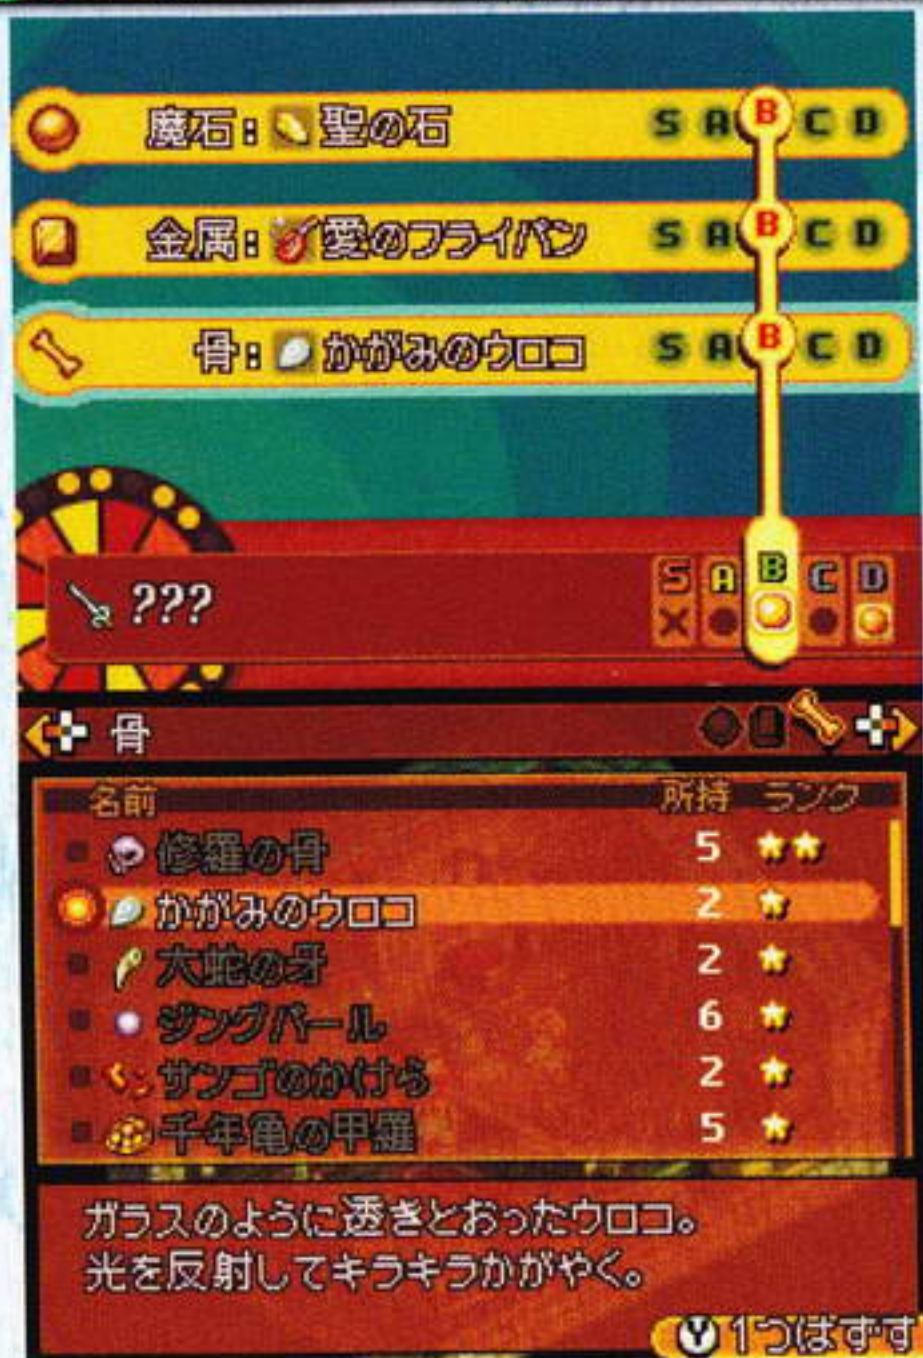 魔石: 聖の石 S A B C D
金属: 愛のフライパン S A B C D
骨: かがみのウロコ S A B C D
??? S A B C D
骨
名前 所持 ランク
修羅の骨 5 ★★
かがみのウロコ 2 ★
大蛇の牙 2 ★
ジングパール 6 ★
サンゴのかけら 2 ★
千年亀の甲羅 5 ★
ガラスのように透きとおったウロコ。
光を反射してキラキラかがやく。
Y 1つはずす